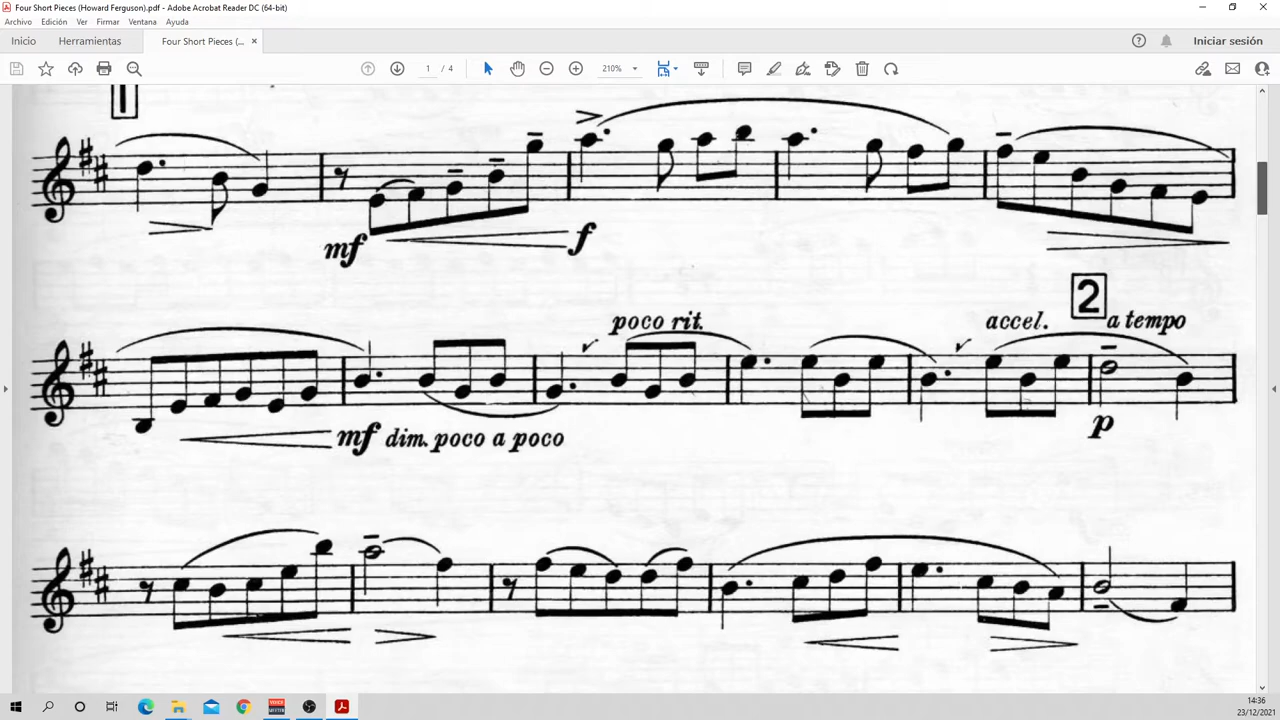 Four Short Pieces (Howard Ferguson).pdf - Adobe Acrobat Reader DC (64-bit)
Archivo Edición Ver Firmar Ventana Ayuda
Inicio Herramientas Four Short Pieces (... × Iniciar sesión
1 / 4 210%
1
mf f
poco rit. accel. 2 a tempo
mf dim. poco a poco p
14:36
23/12/2021